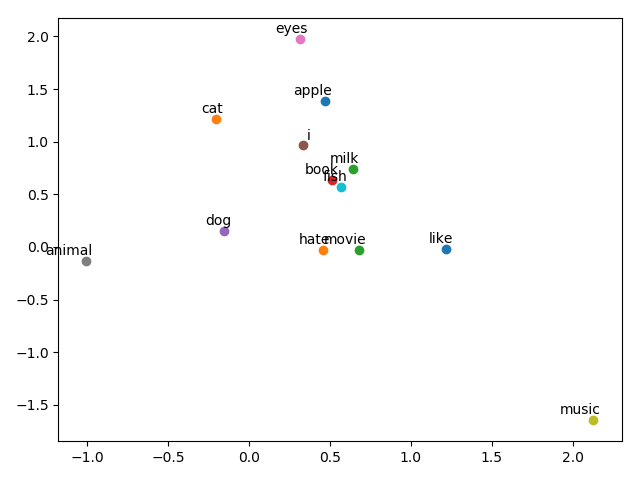 eyes
apple
cat
i
milk
book
fish
dog
hate
movie
like
animal
music
2.0
1.5
1.0
0.5
0.0
−0.5
−1.0
−1.5
−1.0
−0.5
0.0
0.5
1.0
1.5
2.0